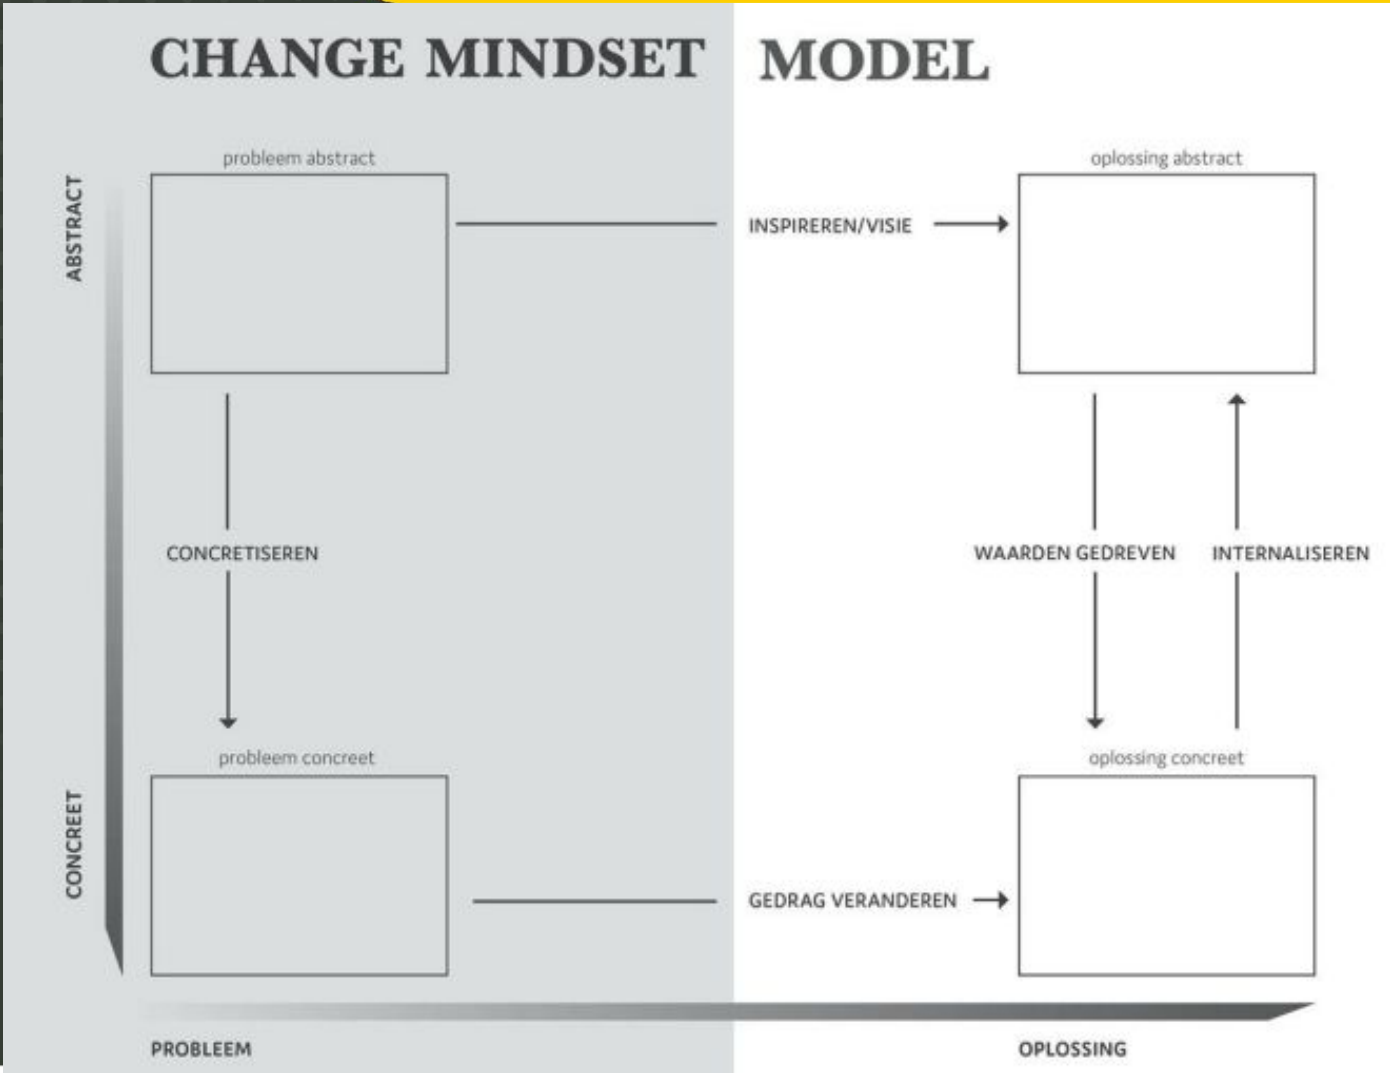 CHANGE MINDSET MODEL
probleem abstract
oplossing abstract
ABSTRACT
INSPIREREN/VISIE
CONCRETISEREN
WAARDEN GEDREVEN
INTERNALISEREN
probleem concreet
oplossing concreet
CONCREET
GEDRAG VERANDEREN
PROBLEEM
OPLOSSING